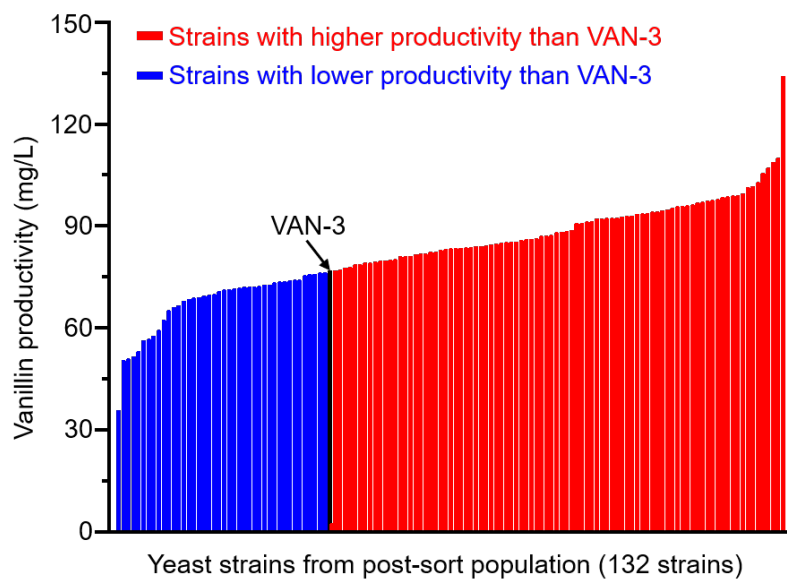 150
120
90
60
30
0
Vanillin productivity (mg/L)
Strains with higher productivity than VAN-3
Strains with lower productivity than VAN-3
VAN-3
Yeast strains from post-sort population (132 strains)